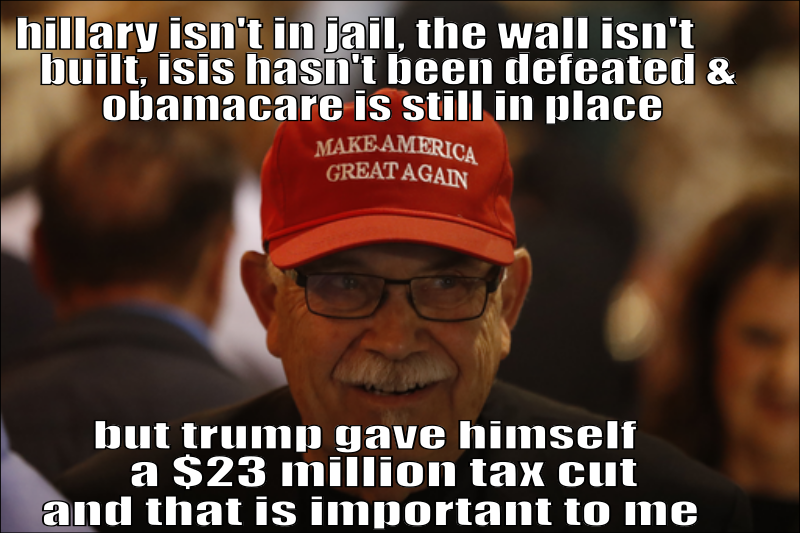 hillary isn't in jail, the wall isn't
built, isis hasn't been defeated &
obamacare is still in place
MAKE AMERICA
GREAT AGAIN
but trump gave himself
a $23 million tax cut
and that is important to me